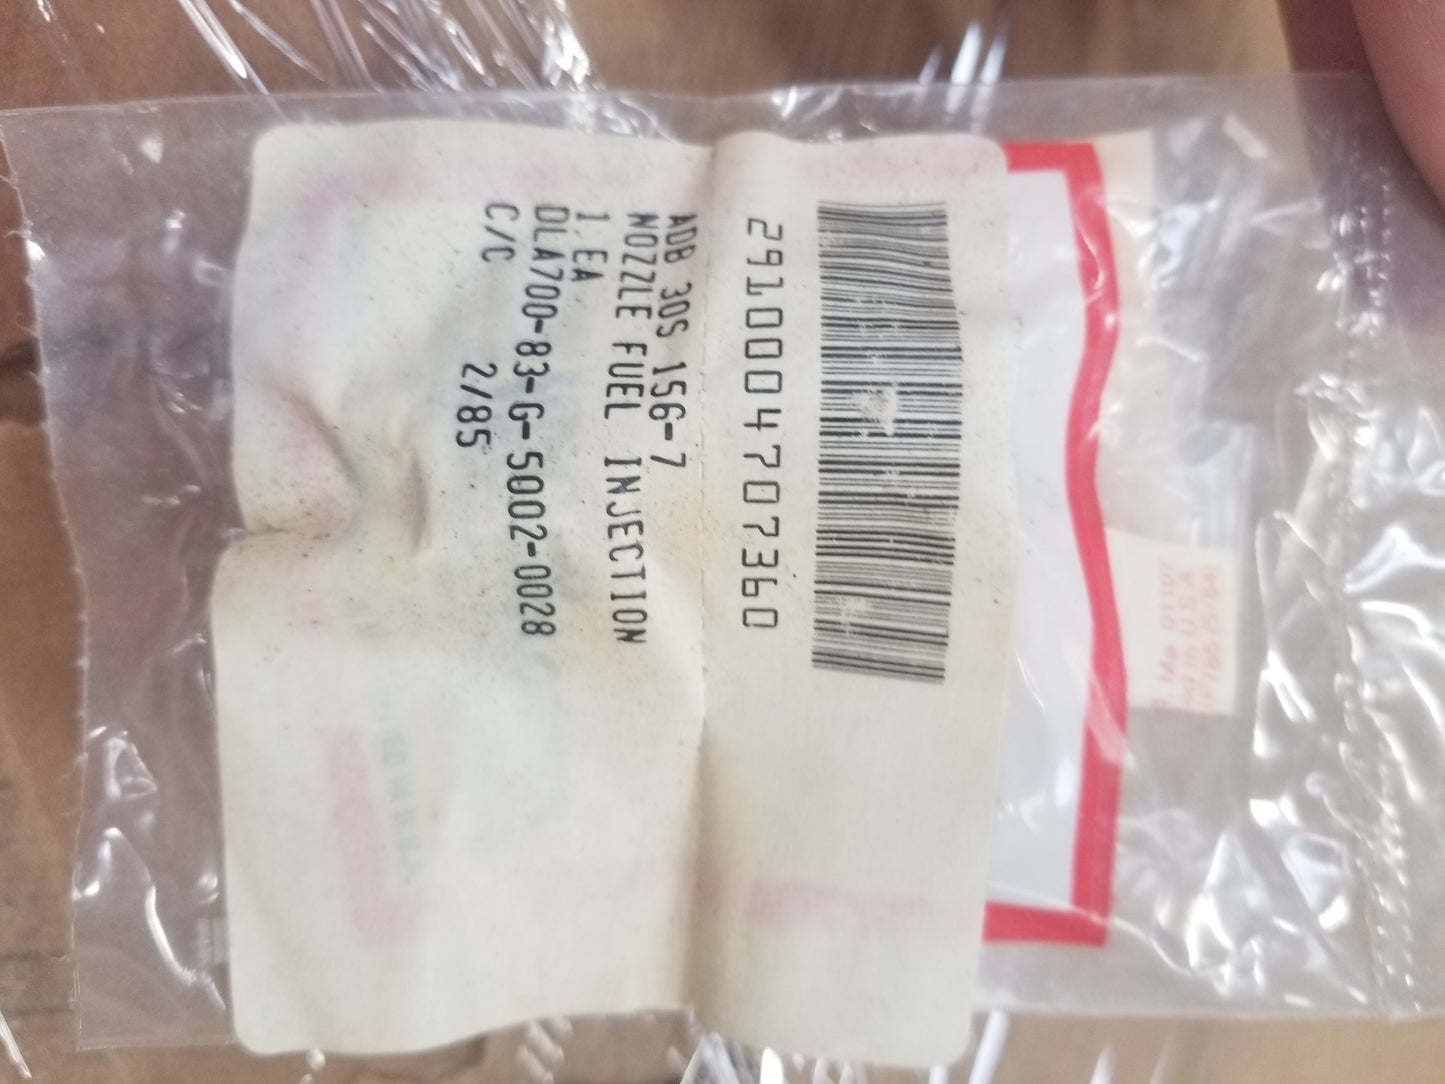 2910004707360
ADB 30S 156-7
NOZZLE FUEL INJECTION
1 EA
DLA700-83-G-5002-0028
C/C
2/85